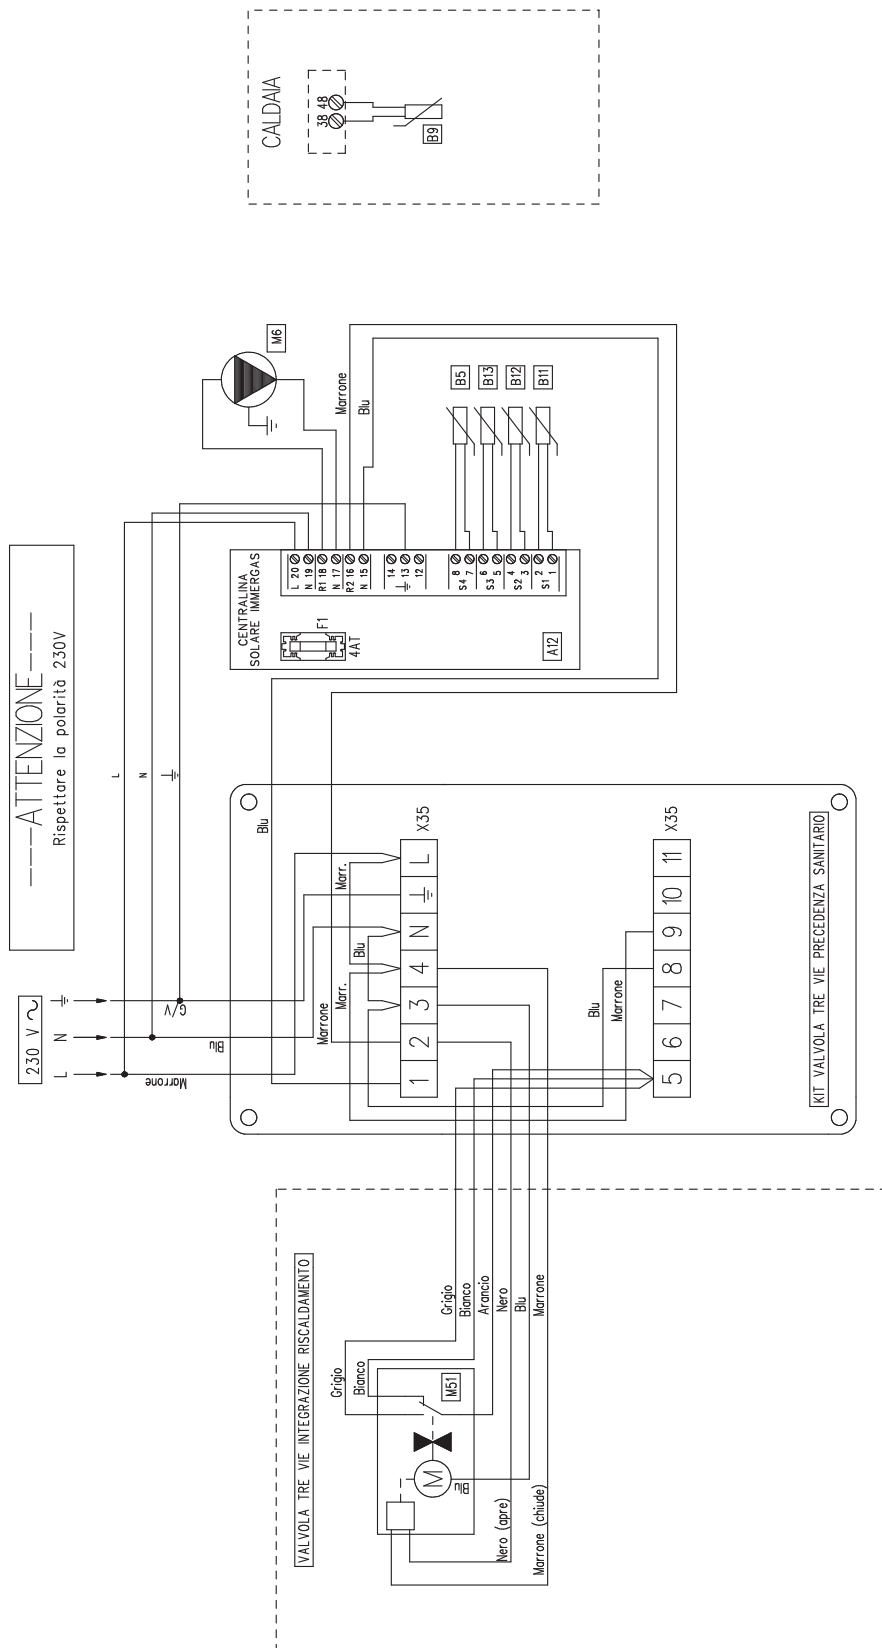 CALDAIA
38 48
B9
M6
Marrone
Blu
B5
B13
B12
B11
----ATTENZIONE----
Rispettare la polarità 230V
CENTRALINA
SOLARE IMMERGAS
F1
4AT
A12
L 20
N 19
R1 18
N 17
R2 16
N 15
14
13
12
S4 8 7
S3 6 5
S2 4 3
S1 2 1
L
N
230 V
L
N
G/V
Blu
Marrone
Blu
Marr.
Blu
Marr.
Marrone
1 2 3 4 N L
X35
Blu
Marrone
5 6 7 8 9 10 11
X35
KIT VALVOLA TRE VIE PRECEDENZA SANITARIO
VALVOLA TRE VIE INTEGRAZIONE RISCALDAMENTO
Grigio
Bianco
Grigio
Bianco
Arancio
Nero
Blu
Marrone
M51
M
Blu
Nero (apre)
Marrone (chiude)